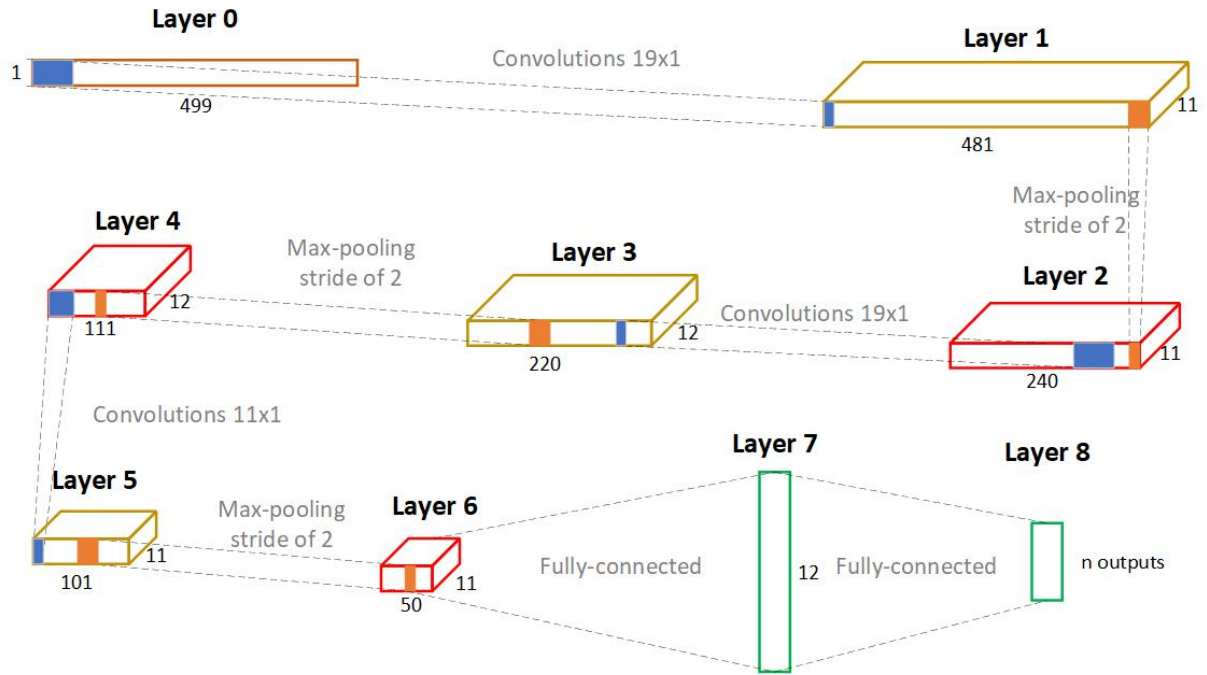 Layer 0
1
499
Convolutions 19x1
Layer 1
11
481
Max-pooling
stride of 2
Layer 4
12
111
Max-pooling
stride of 2
Layer 3
12
220
Convolutions 19x1
Layer 2
11
240
Convolutions 11x1
Layer 5
11
101
Max-pooling
stride of 2
Layer 6
11
50
Fully-connected
Layer 7
12
Fully-connected
Layer 8
n outputs